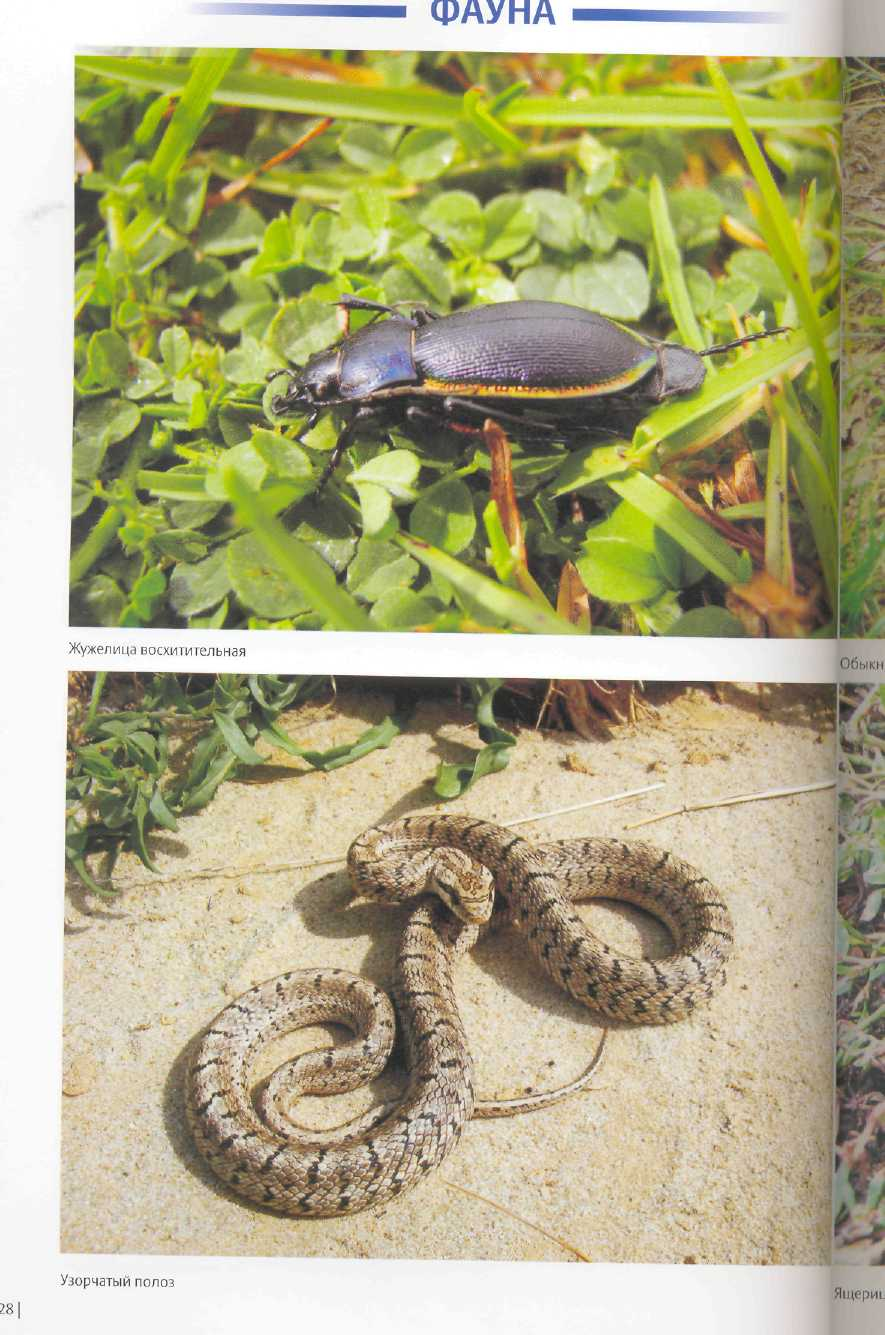 ФАУНА
Жужелица восхитительная
Обыкн
Узорчатый полоз
Ящериц
28 |